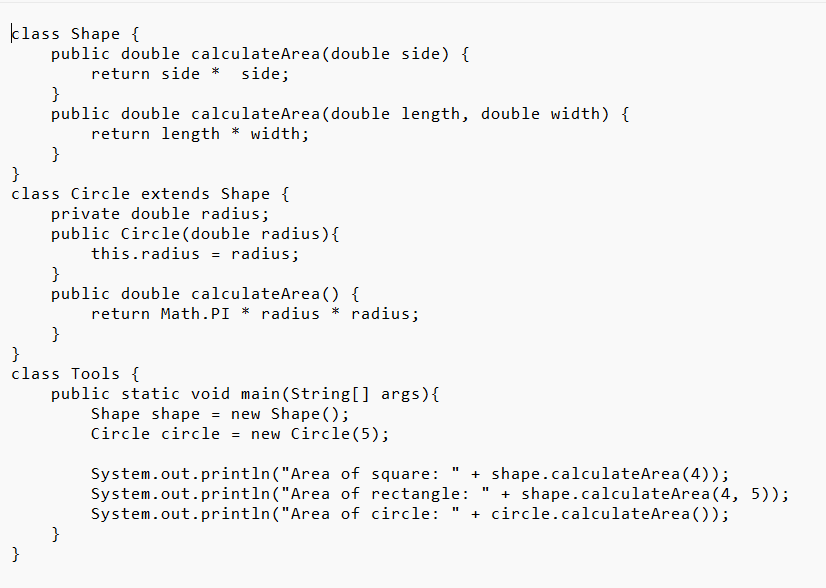 class Shape {
    public double calculateArea(double side) {
        return side *  side;
    }
    public double calculateArea(double length, double width) {
        return length * width;
    }
}
class Circle extends Shape {
    private double radius;
    public Circle(double radius){
        this.radius = radius;
    }
    public double calculateArea() {
        return Math.PI * radius * radius;
    }
}
class Tools {
    public static void main(String[] args){
        Shape shape = new Shape();
        Circle circle = new Circle(5);

        System.out.println("Area of square: " + shape.calculateArea(4));
        System.out.println("Area of rectangle: " + shape.calculateArea(4, 5));
        System.out.println("Area of circle: " + circle.calculateArea());
    }
}